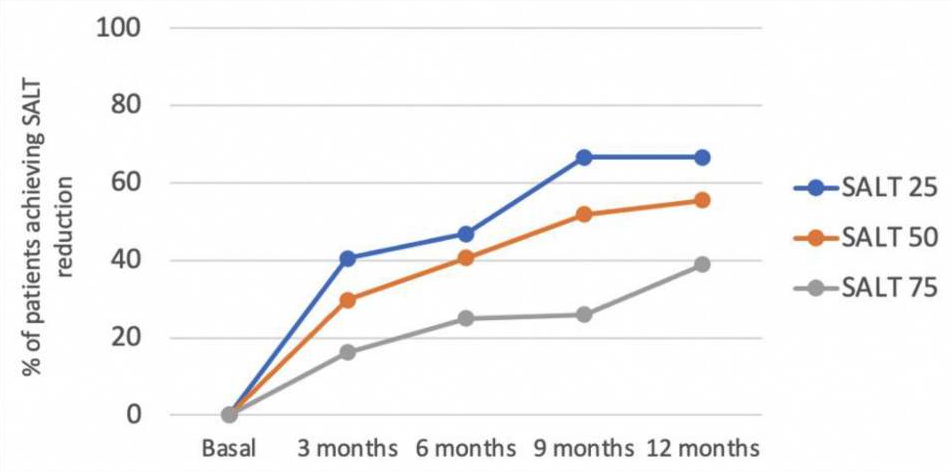 100
80
60
40
20
0
% of patients achieving SALT
reduction
Basal 3 months 6 months 9 months 12 months
SALT 25
SALT 50
SALT 75